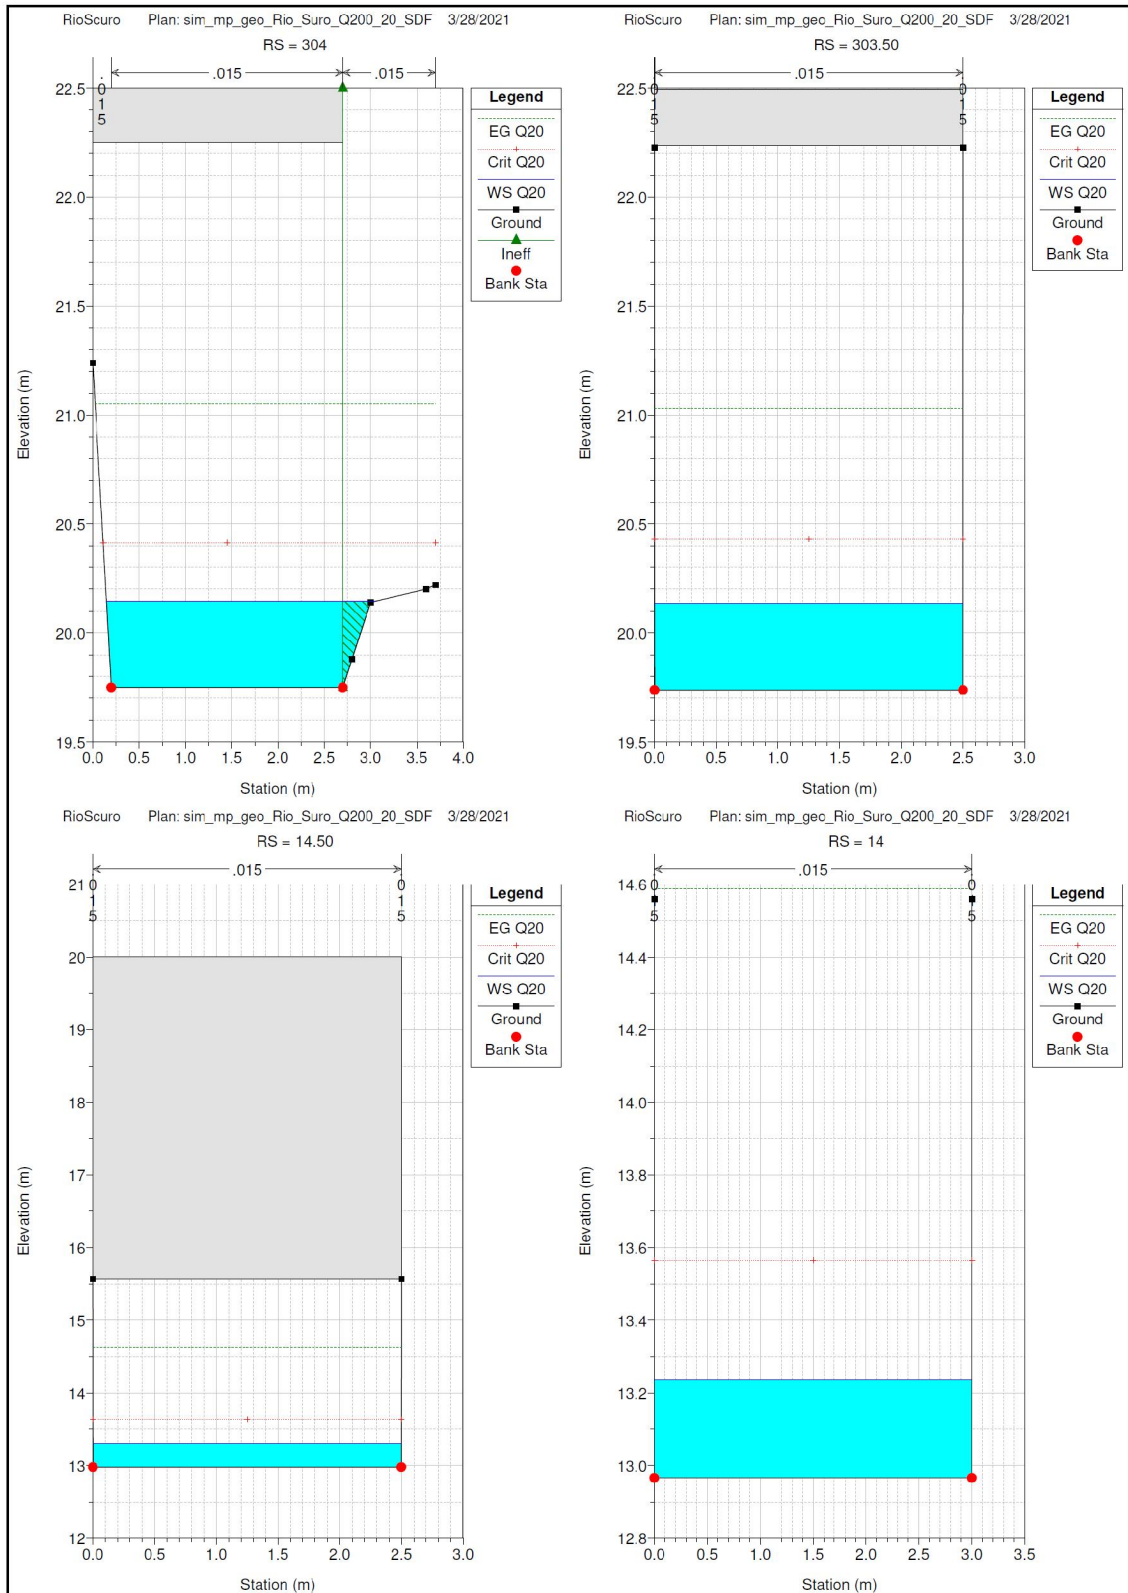 RioScuro Plan: sim_mp_geo_Rio_Suro_Q200_20_SDF 3/28/2021
RS = 304
.015
.015
.015
22.5
22.0
21.5
21.0
20.5
20.0
19.5
Elevation (m)
0.0 0.5 1.0 1.5 2.0 2.5 3.0 3.5 4.0
Station (m)
Legend
EG Q20
Crit Q20
WS Q20
Ground
Ineff
Bank Sta
RioScuro Plan: sim_mp_geo_Rio_Suro_Q200_20_SDF 3/28/2021
RS = 303.50
.015
.015
.015
22.5
22.0
21.5
21.0
20.5
20.0
19.5
Elevation (m)
0.0 0.5 1.0 1.5 2.0 2.5 3.0
Station (m)
Legend
EG Q20
Crit Q20
WS Q20
Ground
Bank Sta
RioScuro Plan: sim_mp_geo_Rio_Suro_Q200_20_SDF 3/28/2021
RS = 14.50
.015
.015
.015
21
20
19
18
17
16
15
14
13
12
Elevation (m)
0.0 0.5 1.0 1.5 2.0 2.5 3.0
Station (m)
Legend
EG Q20
Crit Q20
WS Q20
Ground
Bank Sta
RioScuro Plan: sim_mp_geo_Rio_Suro_Q200_20_SDF 3/28/2021
RS = 14
.015
.015
.015
14.6
14.4
14.2
14.0
13.8
13.6
13.4
13.2
13.0
12.8
Elevation (m)
0.0 0.5 1.0 1.5 2.0 2.5 3.0 3.5
Station (m)
Legend
EG Q20
Crit Q20
WS Q20
Ground
Bank Sta